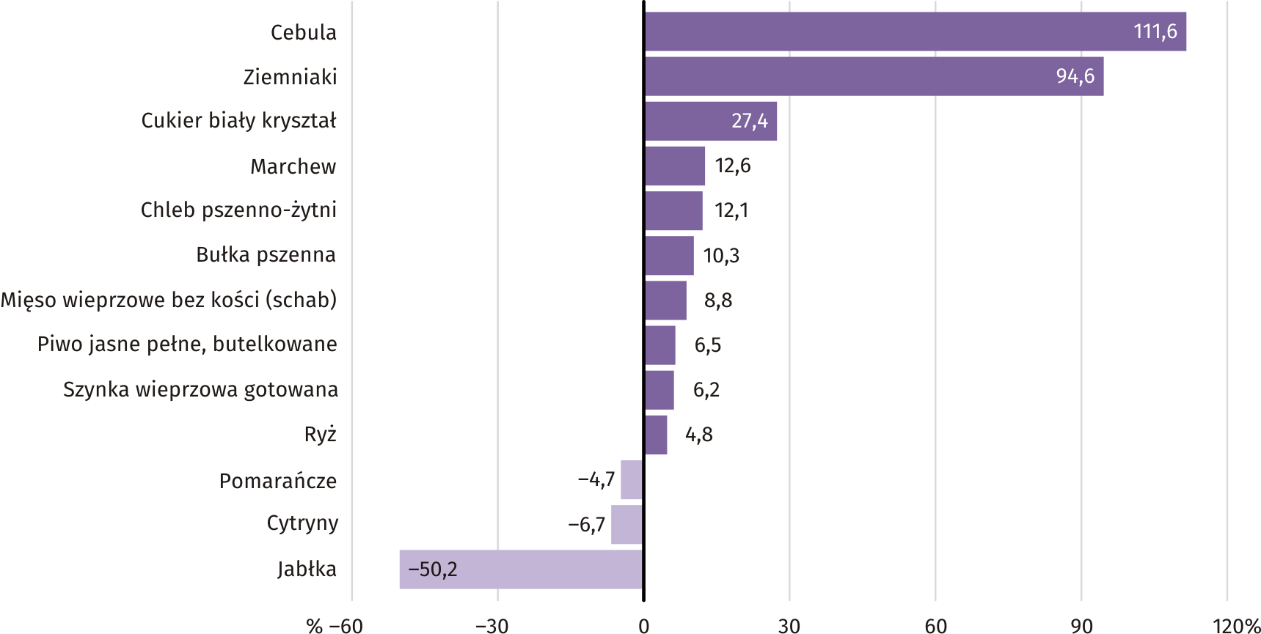 Cebula 111,6
Ziemniaki 94,6
Cukier biały kryształ 27,4
Marchew 12,6
Chleb pszenno-żytni 12,1
Bułka pszenna 10,3
Mięso wieprzowe bez kości (schab) 8,8
Piwo jasne pełne, butelkowane 6,5
Szynka wieprzowa gotowana 6,2
Ryż 4,8
Pomarańcze −4,7
Cytryny −6,7
Jabłka −50,2
% −60 −30 0 30 60 90 120%